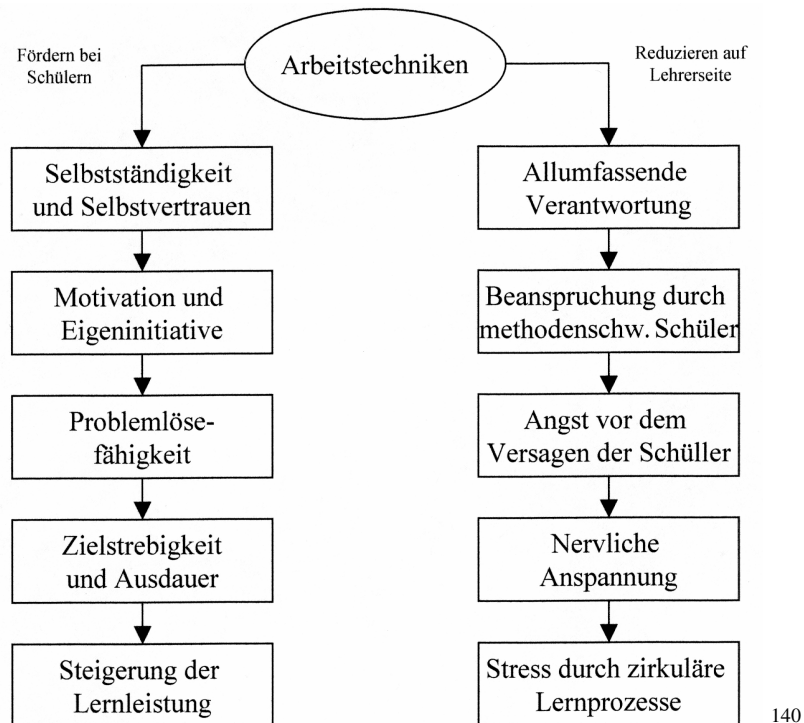 Arbeitstechniken
Fördern bei
Schülern
Selbstständigkeit
und Selbstvertrauen
Motivation und
Eigeninitiative
Problemlöse-
fähigkeit
Zielstrebigkeit
und Ausdauer
Steigerung der
Lernleistung
Reduzieren auf
Lehrerseite
Allumfassende
Verantwortung
Beanspruchung durch
methodenschw. Schüler
Angst vor dem
Versagen der Schüller
Nervliche
Anspannung
Stress durch zirkuläre
Lernprozesse
140